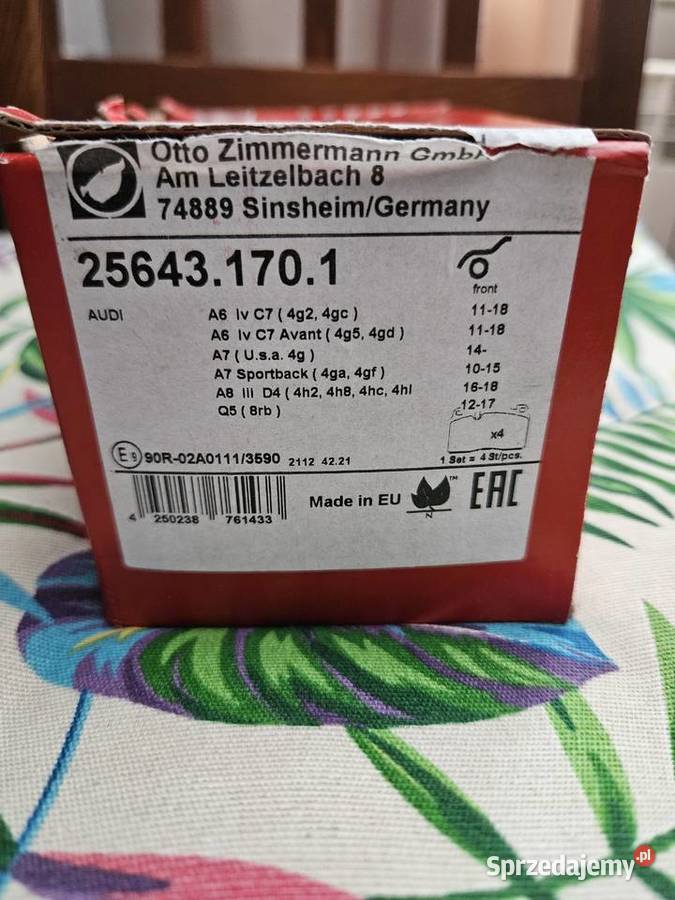 Otto Zimmermann GmbH
Am Leitzelbach 8
74889 Sinsheim/Germany
25643.170.1
front
AUDI A6 Iv C7 ( 4g2, 4gc ) 11-18
A6 Iv C7 Avant ( 4g5, 4gd ) 11-18
A7 ( U.s.a. 4g ) 14-
A7 Sportback ( 4ga, 4gf ) 10-15
A8 III D4 ( 4h2, 4h8, 4hc, 4hl 16-18
Q5 ( 8rb ) 12-17
x4
E9 90R-02A0111/3590 2112 42.21 1 Set = 4 St/pcs.
4 250238 761433
Made in EU
N
TM
EAC
Sprzedajemy.pl